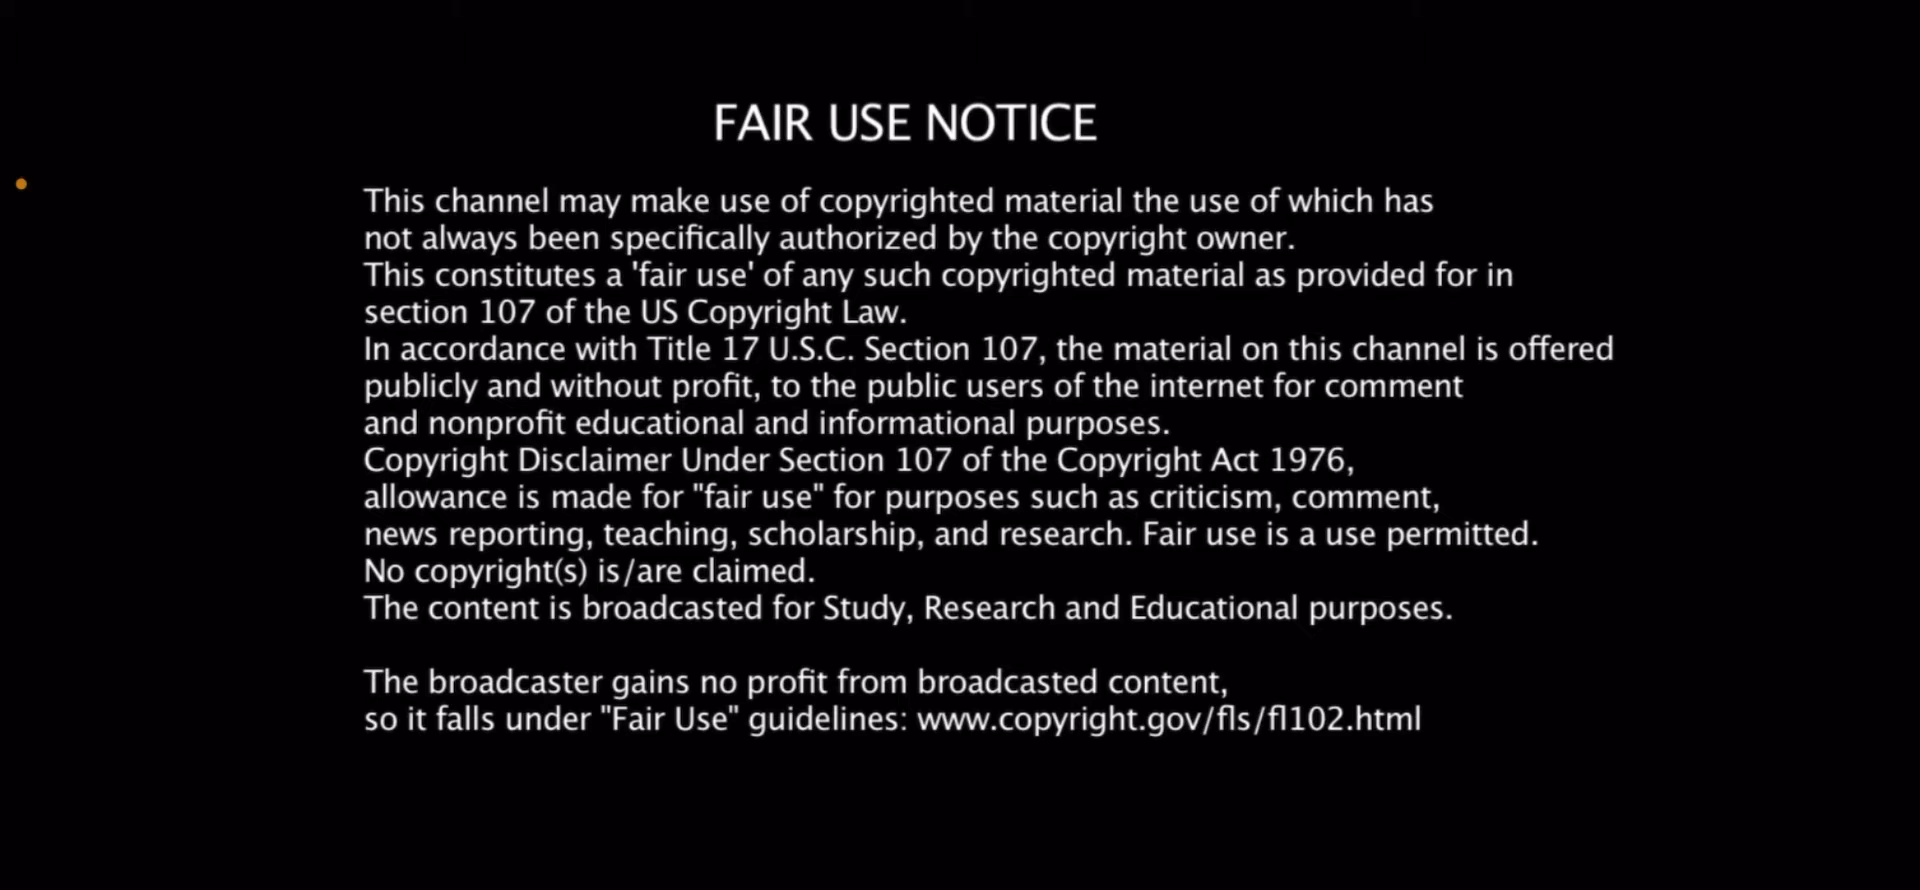 FAIR USE NOTICE
This channel may make use of copyrighted material the use of which has
not always been specifically authorized by the copyright owner.
This constitutes a 'fair use' of any such copyrighted material as provided for in
section 107 of the US Copyright Law.
In accordance with Title 17 U.S.C. Section 107, the material on this channel is offered
publicly and without profit, to the public users of the internet for comment
and nonprofit educational and informational purposes.
Copyright Disclaimer Under Section 107 of the Copyright Act 1976,
allowance is made for "fair use" for purposes such as criticism, comment,
news reporting, teaching, scholarship, and research. Fair use is a use permitted.
No copyright(s) is/are claimed.
The content is broadcasted for Study, Research and Educational purposes.
The broadcaster gains no profit from broadcasted content,
so it falls under "Fair Use" guidelines: www.copyright.gov/fls/fl102.html